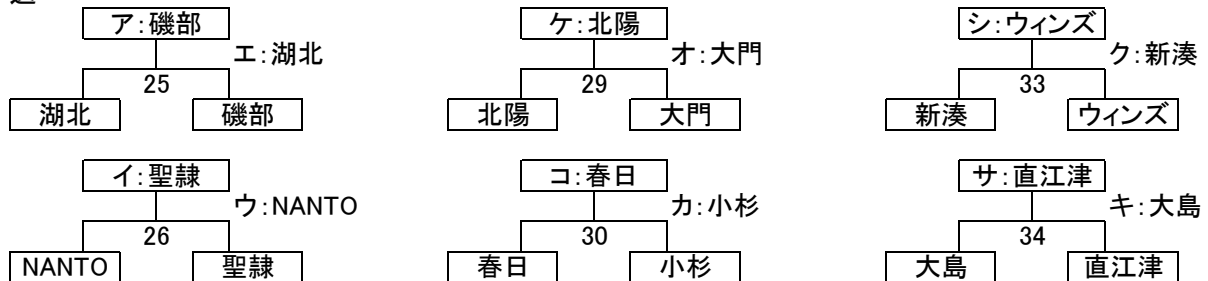 ア:磯部 ケ:北陽 シ:ウィンズ
エ:湖北 オ:大門 ク:新湊
25 29 33
湖北 磯部 北陽 大門 新湊 ウィンズ
イ:聖隷 コ:春日 サ:直江津
ウ:NANTO カ:小杉 キ:大島
26 30 34
NANTO 聖隷 春日 小杉 大島 直江津